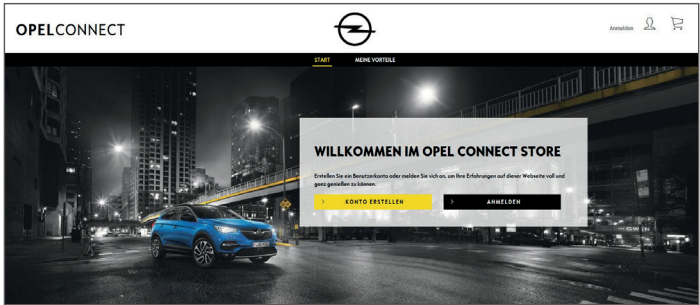 OPELCONNECT
Anmelden
START MEINE VORTEILE
WILLKOMMEN IM OPEL CONNECT STORE
Erstellen Sie ein Benutzerkonto oder melden Sie sich an, um Ihre Erfahrungen auf dieser Webseite voll und
ganz genießen zu können.
> KONTO ERSTELLEN > ANMELDEN